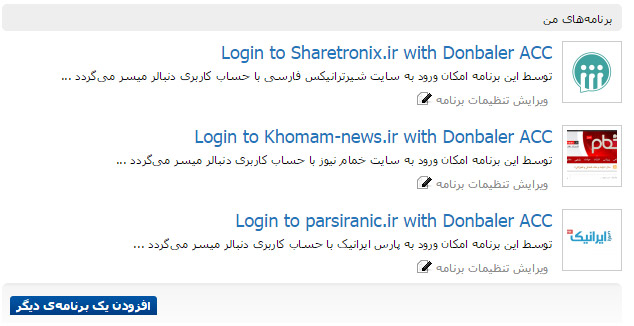 برنامه‌های من
Login to Sharetronix.ir with Donbaler ACC
توسط این برنامه امکان ورود به سایت شیرترانیکس فارسی با حساب کاربری دنبالر میسر می‌گردد ...
ویرایش تنظیمات برنامه
Login to Khomam-news.ir with Donbaler ACC
توسط این برنامه امکان ورود به سایت خمام نیوز با حساب کاربری دنبالر میسر می‌گردد ...
ویرایش تنظیمات برنامه
Login to parsiranic.ir with Donbaler ACC
توسط این برنامه امکان ورود به پارس ایرانیک با حساب کاربری دنبالر میسر می‌گردد ...
ایرانیک
ویرایش تنظیمات برنامه
افزودن یک برنامه‌ی دیگر